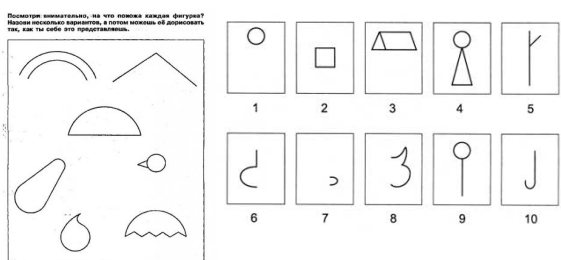 Посмотри внимательно, на что похожа каждая фигурка?
Назови несколько вариантов, а потом можешь её дорисовать
так, как ты себе это представляешь.
1 2 3 4 5
6 7 8 9 10